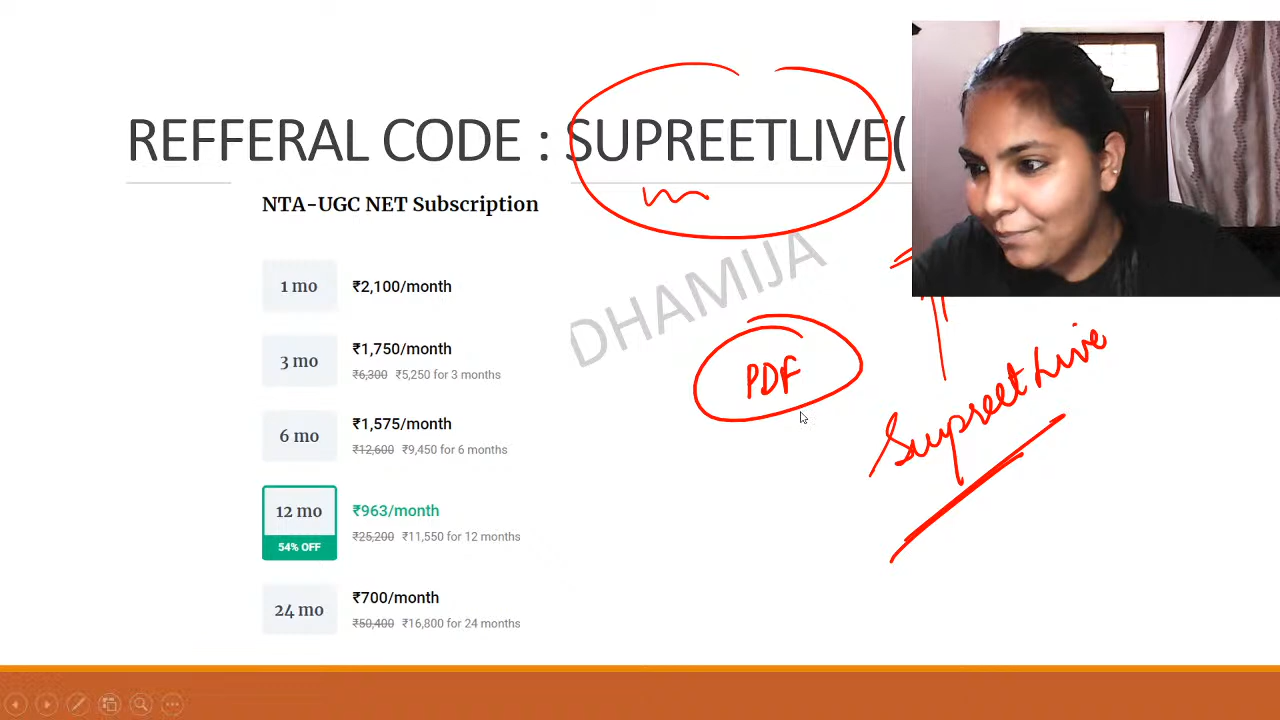 REFFERAL CODE : SUPREETLIVE(
NTA-UGC NET Subscription
1 mo ₹2,100/month
3 mo ₹1,750/month
₹6,300 ₹5,250 for 3 months
6 mo ₹1,575/month
₹12,600 ₹9,450 for 6 months
12 mo ₹963/month
54% OFF ₹25,200 ₹11,550 for 12 months
24 mo ₹700/month
₹50,400 ₹16,800 for 24 months
DHAMIJA
PDF
Supreet Live